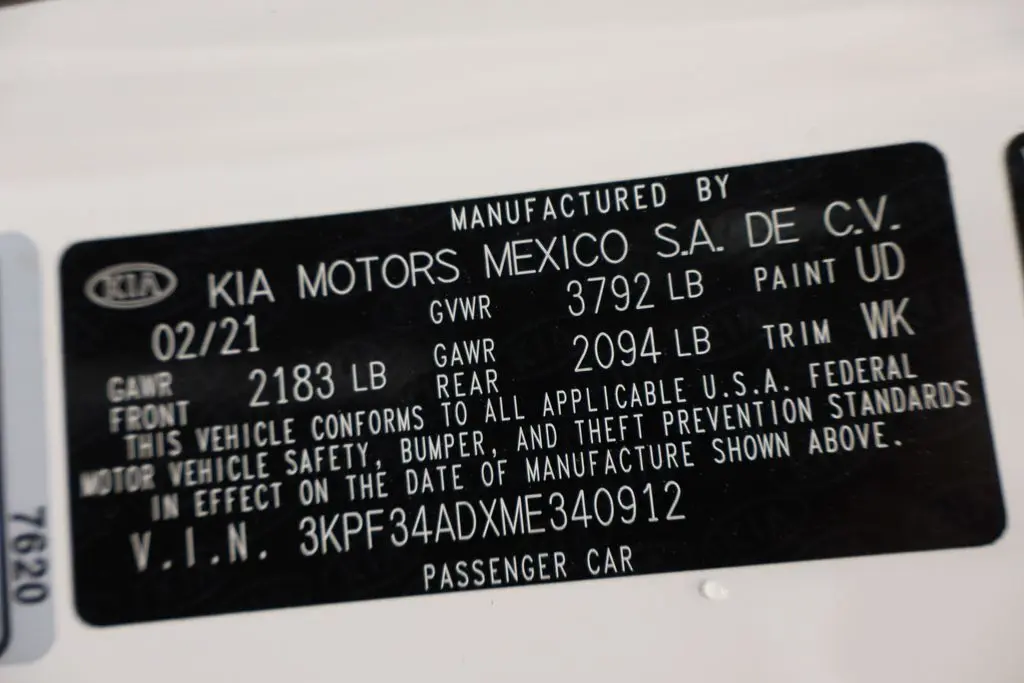 MANUFACTURED BY
KIA KIA MOTORS MEXICO S.A. DE C.V.
02/21 GVWR 3792 LB PAINT UD
GAWR FRONT 2183 LB GAWR REAR 2094 LB TRIM WK
THIS VEHICLE CONFORMS TO ALL APPLICABLE U.S.A. FEDERAL
MOTOR VEHICLE SAFETY, BUMPER, AND THEFT PREVENTION STANDARDS
IN EFFECT ON THE DATE OF MANUFACTURE SHOWN ABOVE.
V.I.N. 3KPF34ADXME340912
PASSENGER CAR
7620